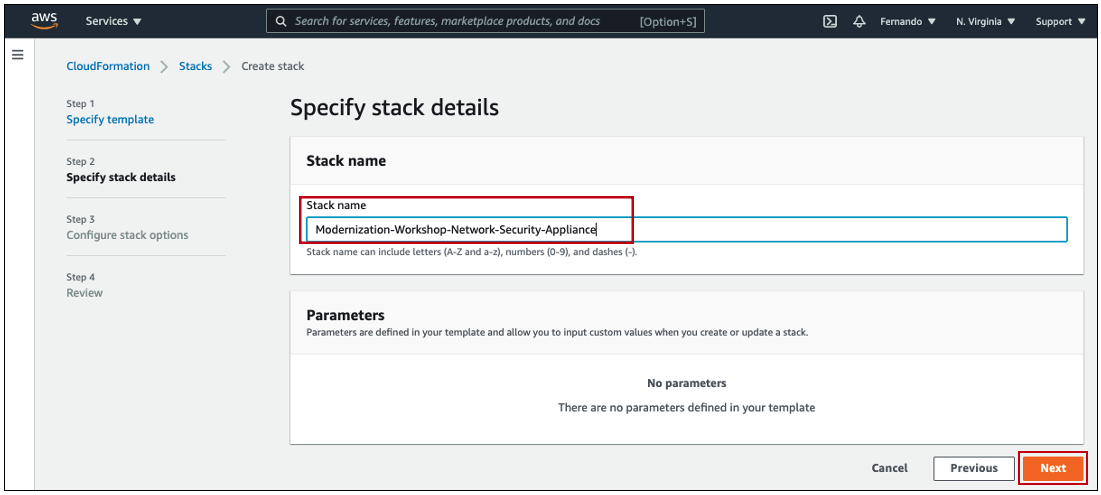 aws
Services ▼
Search for services, features, marketplace products, and docs [Option+S]
Fernando ▼
N. Virginia ▼
Support ▼
CloudFormation > Stacks > Create stack
Step 1
Specify template
Step 2
Specify stack details
Step 3
Configure stack options
Step 4
Review
Specify stack details
Stack name
Stack name
Modernization-Workshop-Network-Security-Appliance
Stack name can include letters (A-Z and a-z), numbers (0-9), and dashes (-).
Parameters
Parameters are defined in your template and allow you to input custom values when you create or update a stack.
No parameters
There are no parameters defined in your template
Cancel
Previous
Next